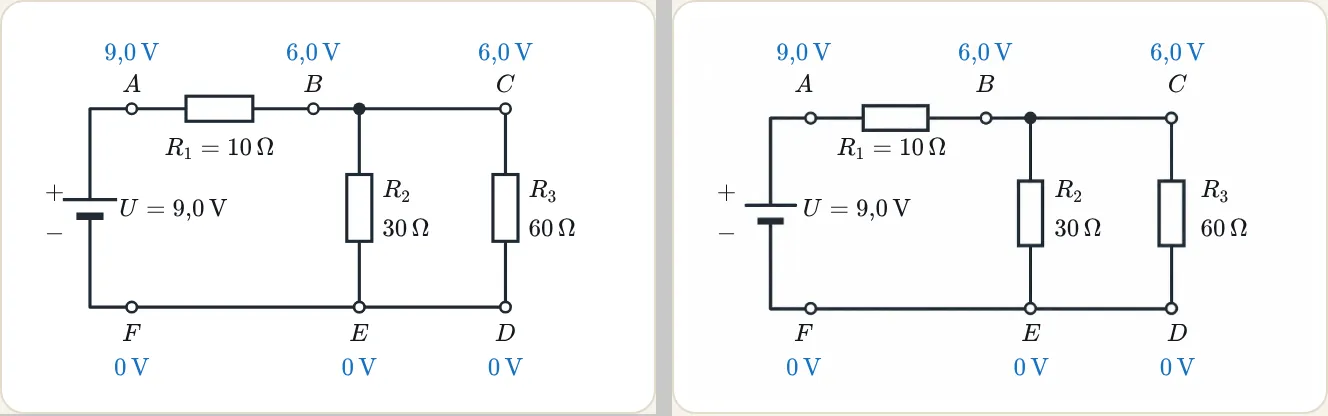 9,0 V 6,0 V 6,0 V
A B C
R₁ = 10 Ω
+
U = 9,0 V
−
R₂
30 Ω
R₃
60 Ω
F E D
0 V 0 V 0 V
9,0 V 6,0 V 6,0 V
A B C
R₁ = 10 Ω
+
U = 9,0 V
−
R₂
30 Ω
R₃
60 Ω
F E D
0 V 0 V 0 V